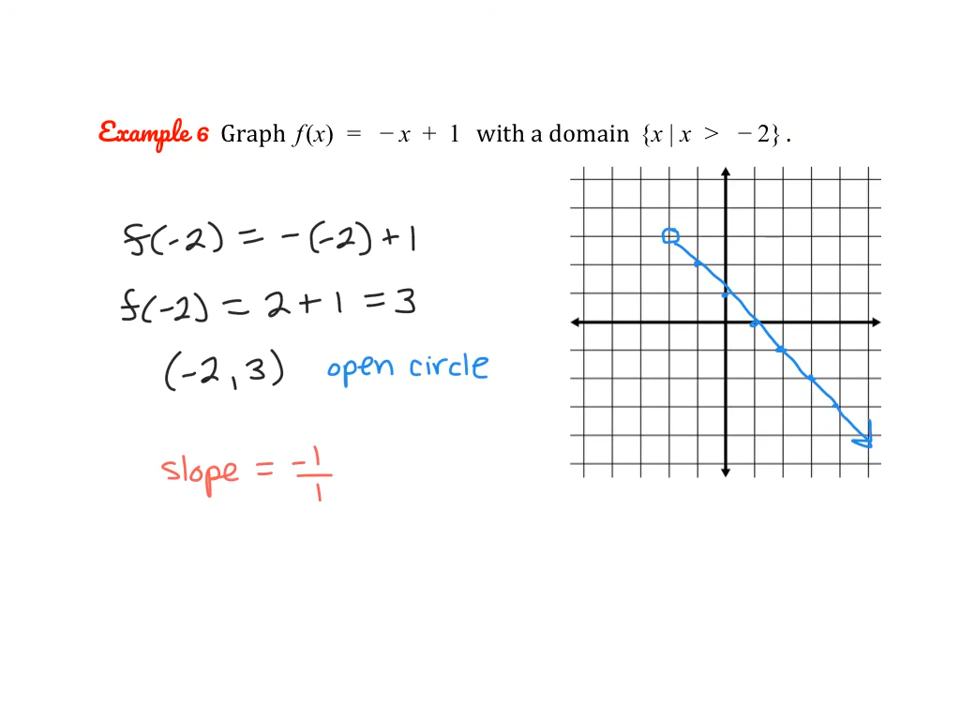 Example 6 Graph f(x) = −x + 1 with a domain {x | x > −2}.
f(-2) = -(-2)+1
f(-2) = 2+1 = 3
(-2, 3) open circle
slope = -1/1